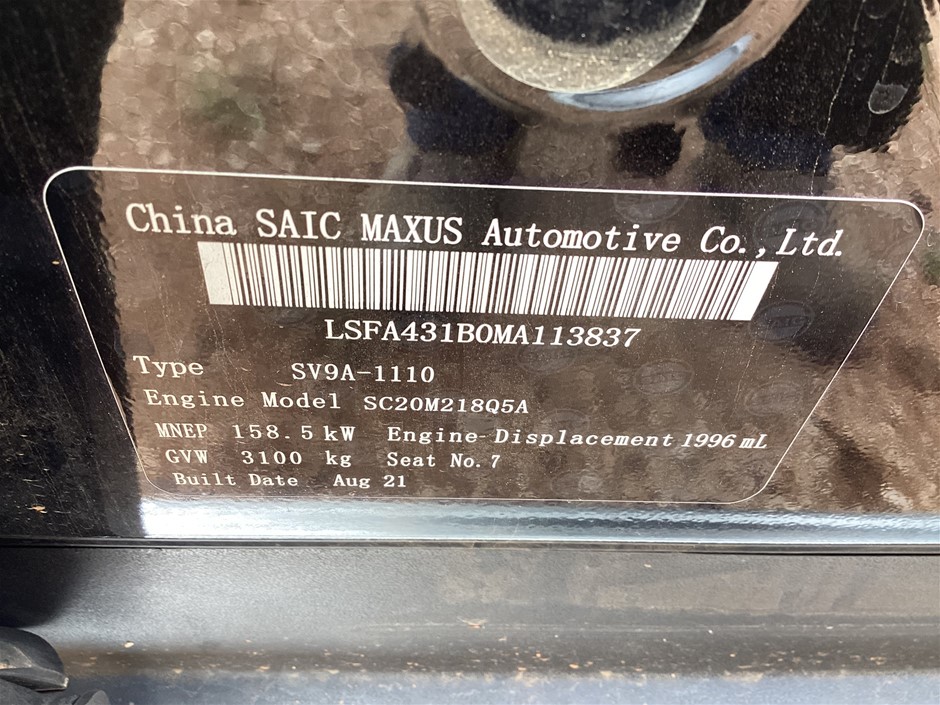 China SAIC MAXUS Automotive Co.,Ltd.
LSFA431B0MA113837
Type SV9A-1110
Engine Model SC20M218Q5A
MNEP 158.5kW Engine Displacement 1996mL
GVW 3100 kg Seat No.7
Built Date Aug 21